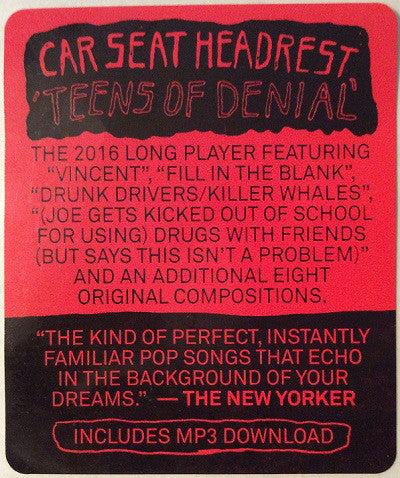 CAR SEAT HEADREST
'TEENS OF DENIAL'
THE 2016 LONG PLAYER FEATURING
"VINCENT", "FILL IN THE BLANK",
"DRUNK DRIVERS/KILLER WHALES",
"(JOE GETS KICKED OUT OF SCHOOL
FOR USING) DRUGS WITH FRIENDS
(BUT SAYS THIS ISN'T A PROBLEM)"
AND AN ADDITIONAL EIGHT
ORIGINAL COMPOSITIONS.
"THE KIND OF PERFECT, INSTANTLY
FAMILIAR POP SONGS THAT ECHO
IN THE BACKGROUND OF YOUR
DREAMS." — THE NEW YORKER
INCLUDES MP3 DOWNLOAD